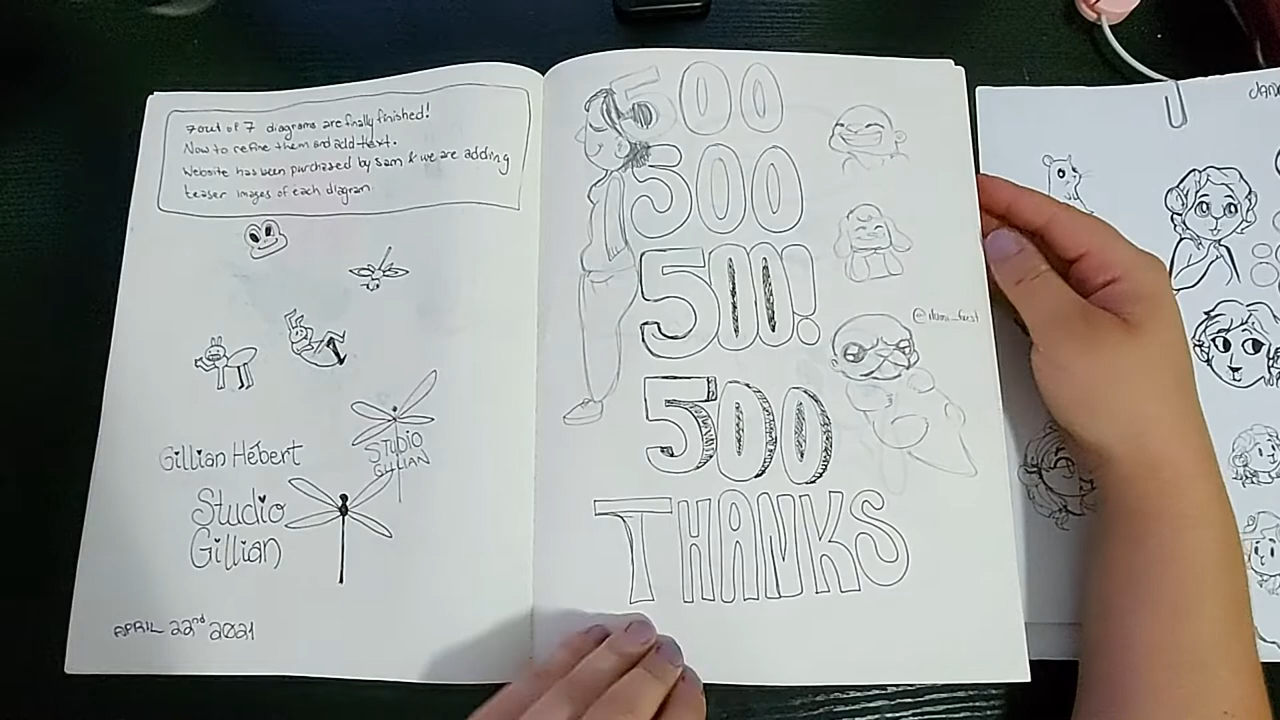 7 out of 7 diagrams are finally finished!
Now to refine them and add text.
Website has been purchased by Sam & we are adding
teaser images of each diagram.
STUDIO
GILLIAN
Gillian Hébert
Studio
Gillian
APRIL 22nd 2021
500
500
500!
500
THANKS